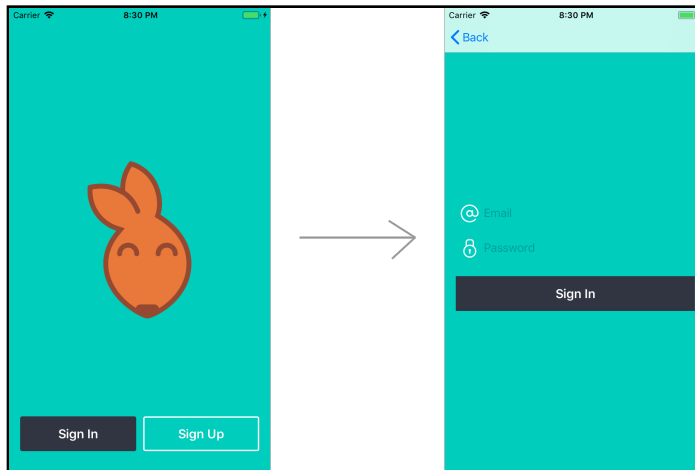 Carrier 8:30 PM
Sign In
Sign Up
Carrier 8:30 PM
Back
Email
Password
Sign In